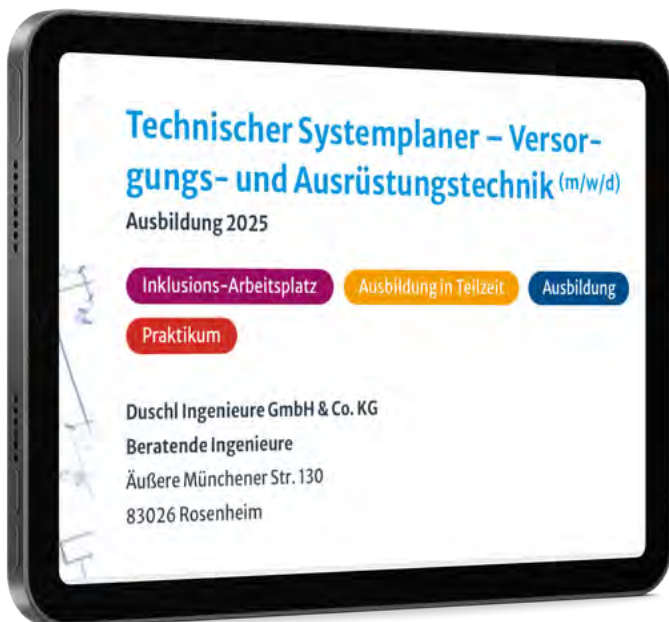 Technischer Systemplaner – Versor-
gungs- und Ausrüstungstechnik (m/w/d)
Ausbildung 2025
Inklusions-Arbeitsplatz Ausbildung in Teilzeit Ausbildung
Praktikum
Duschl Ingenieure GmbH & Co. KG
Beratende Ingenieure
Äußere Münchener Str. 130
83026 Rosenheim